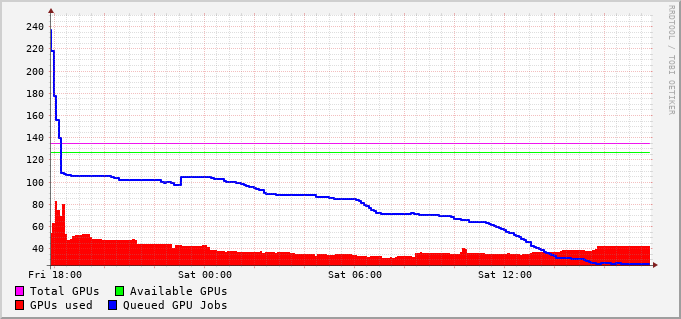 RRDTOOL / TOBI OETIKER
240
220
200
180
160
140
120
100
80
60
40
Fri 18:00 Sat 00:00 Sat 06:00 Sat 12:00
Total GPUs Available GPUs
GPUs used Queued GPU Jobs